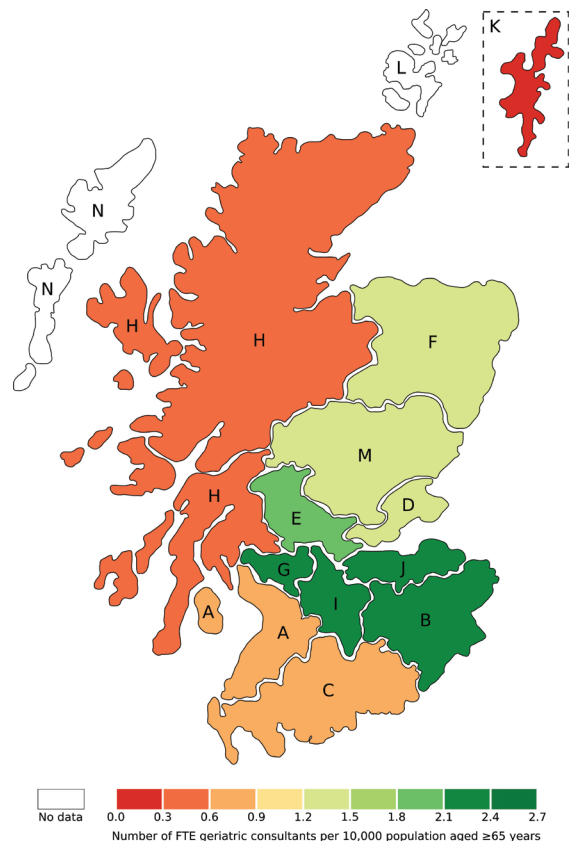 K
L
N
N
H
H
F
M
H
D
E
G
J
I
A
B
A
C
No data
0.0 0.3 0.6 0.9 1.2 1.5 1.8 2.1 2.4 2.7
Number of FTE geriatric consultants per 10,000 population aged ≥65 years